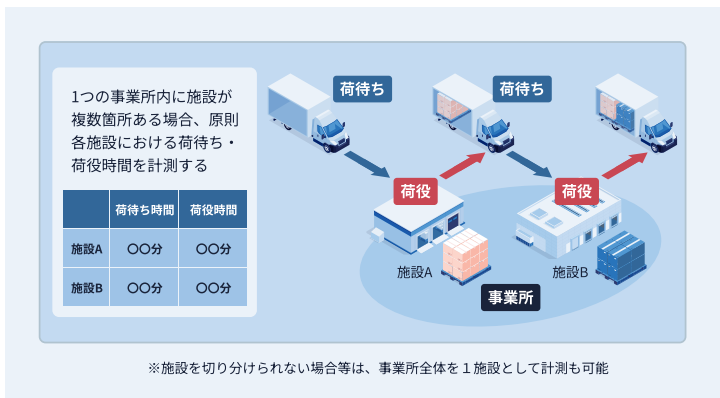 1つの事業所内に施設が
複数箇所ある場合、原則
各施設における荷待ち・
荷役時間を計測する
荷待ち時間 荷役時間
施設A 〇〇分 〇〇分
施設B 〇〇分 〇〇分
荷待ち
荷待ち
荷役
荷役
施設A
施設B
事業所
※施設を切り分けられない場合等は、事業所全体を１施設として計測も可能